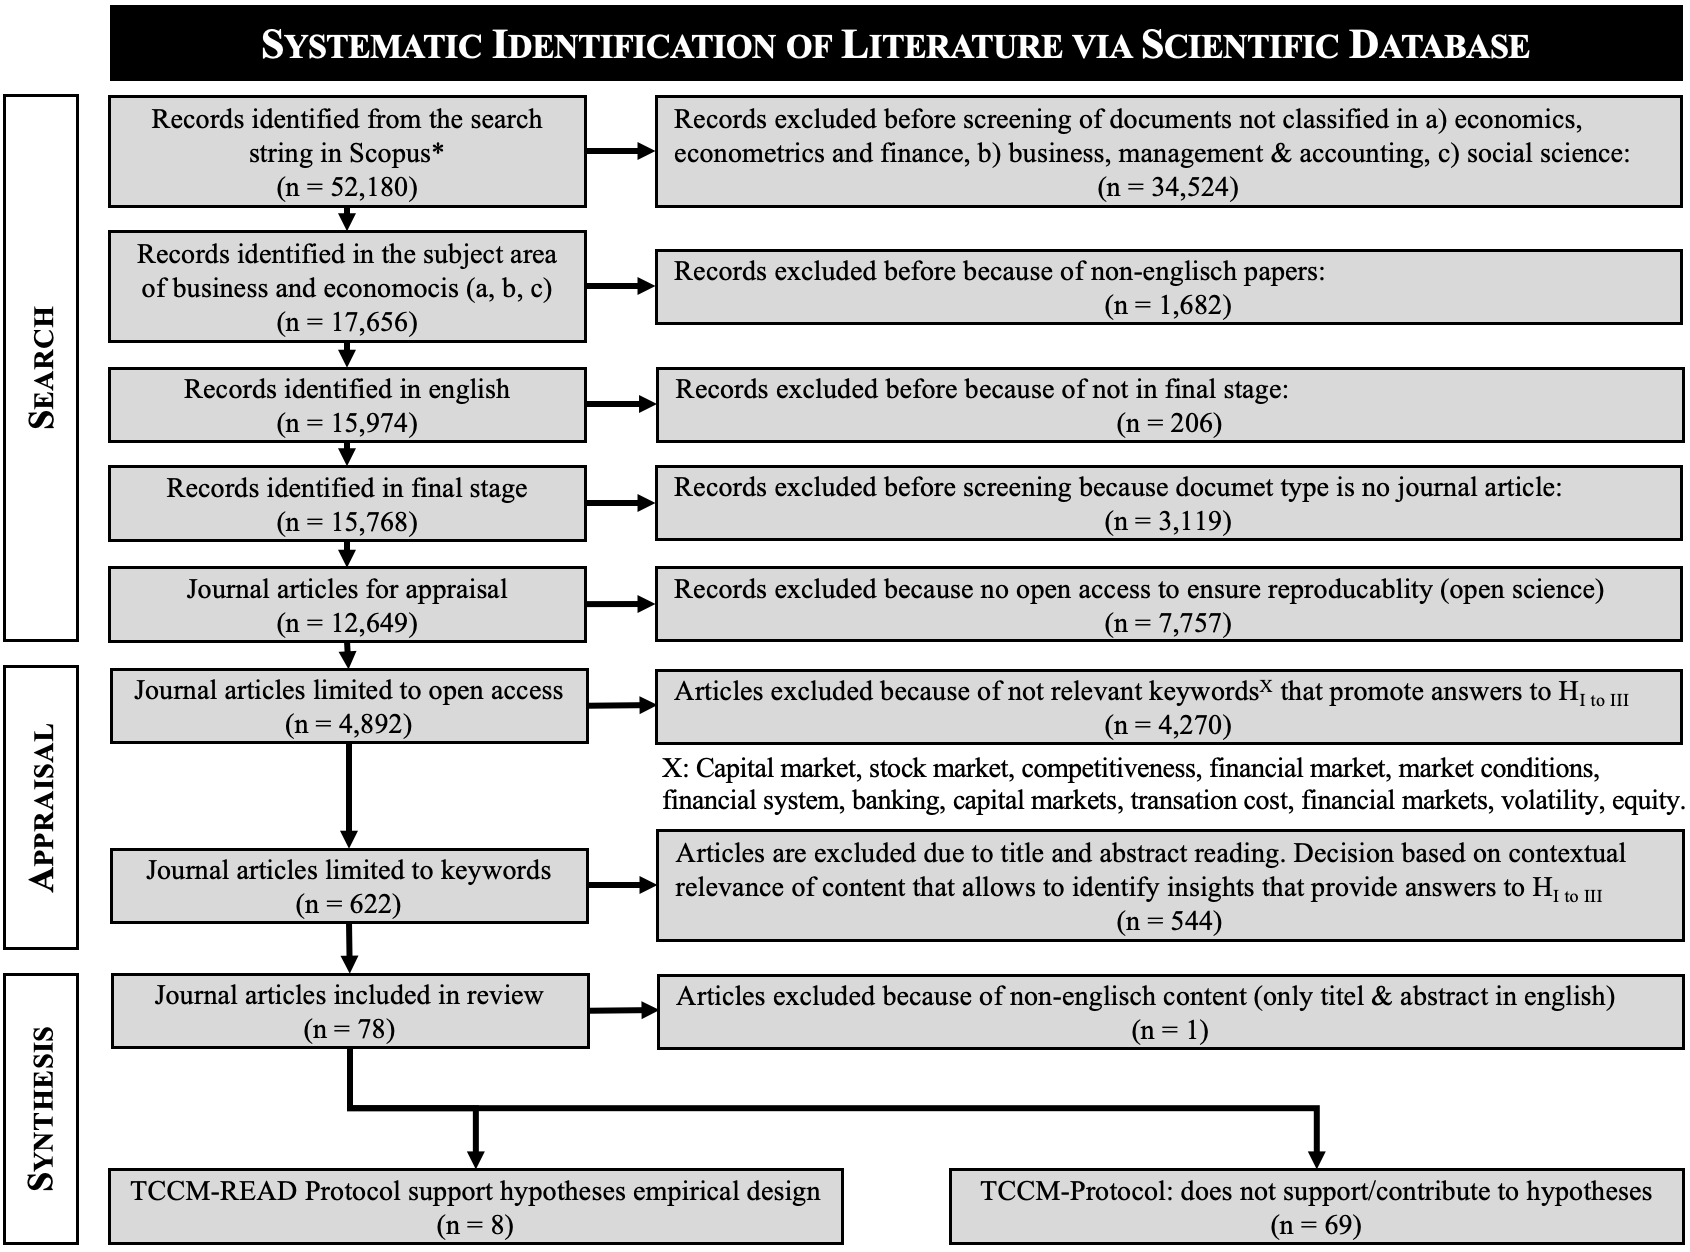 SYSTEMATIC IDENTIFICATION OF LITERATURE VIA SCIENTIFIC DATABASE
SEARCH
Records identified from the search
string in Scopus*
(n = 52,180)
Records excluded before screening of documents not classified in a) economics,
econometrics and finance, b) business, management & accounting, c) social science:
(n = 34,524)
Records identified in the subject area
of business and economocis (a, b, c)
(n = 17,656)
Records excluded before because of non-englisch papers:
(n = 1,682)
Records identified in english
(n = 15,974)
Records excluded before because of not in final stage:
(n = 206)
Records identified in final stage
(n = 15,768)
Records excluded before screening because documet type is no journal article:
(n = 3,119)
Journal articles for appraisal
(n = 12,649)
Records excluded because no open access to ensure reproducablity (open science)
(n = 7,757)
APPRAISAL
Journal articles limited to open access
(n = 4,892)
Articles excluded because of not relevant keywordsX that promote answers to HI to III
(n = 4,270)
X: Capital market, stock market, competitiveness, financial market, market conditions,
financial system, banking, capital markets, transation cost, financial markets, volatility, equity.
Journal articles limited to keywords
(n = 622)
Articles are excluded due to title and abstract reading. Decision based on contextual
relevance of content that allows to identify insights that provide answers to HI to III
(n = 544)
SYNTHESIS
Journal articles included in review
(n = 78)
Articles excluded because of non-englisch content (only titel & abstract in english)
(n = 1)
TCCM-READ Protocol support hypotheses empirical design
(n = 8)
TCCM-Protocol: does not support/contribute to hypotheses
(n = 69)